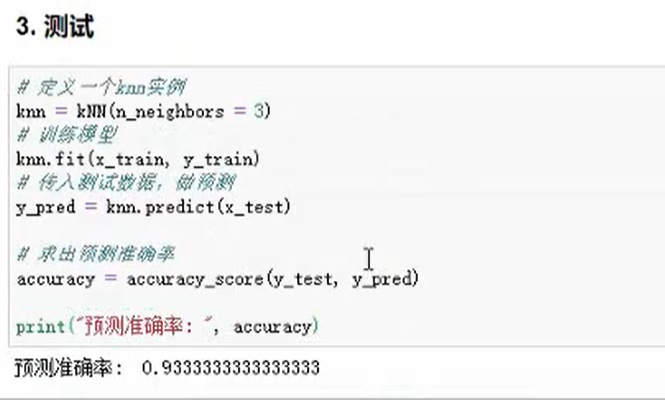 3. 测试
# 定义一个knn实例
knn = kNN(n_neighbors = 3)
# 训练模型
knn.fit(x_train, y_train)
# 传入测试数据，做预测
y_pred = knn.predict(x_test)
# 求出预测准确率
accuracy = accuracy_score(y_test, y_pred)
print("预测准确率: ", accuracy)
预测准确率:  0.9333333333333333